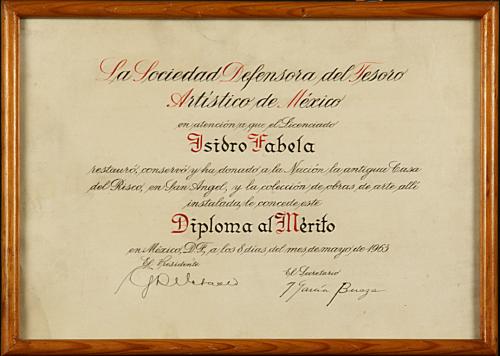 La Sociedad Defensora del Tesoro
Artístico de México
en atención a que el Licenciado
Isidro Fabela
restauró, conservó y ha donado a la Nación la antigua Casa
del Risco, en San Angel, y la colección de obras de arte allí
instalada, le concede este
Diploma al Mérito
en México, D.F., a los 8 días del mes de mayo de 1963
El Presidente
El Secretario
J García Buraga